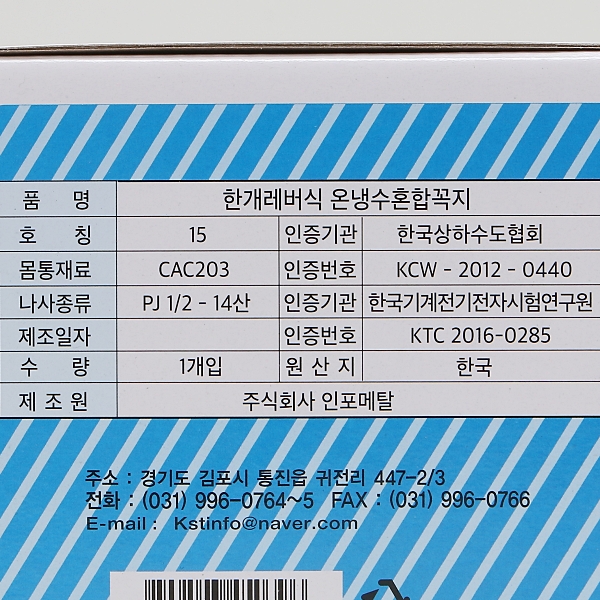 품 명 한개레버식 온냉수혼합꼭지
호 칭 15 인증기관 한국상하수도협회
몸통재료 CAC203 인증번호 KCW - 2012 - 0440
나사종류 PJ 1/2 - 14산 인증기관 한국기계전기전자시험연구원
제조일자 인증번호 KTC 2016-0285
수 량 1개입 원 산 지 한국
제 조 원 주식회사 인포메탈
주소 : 경기도 김포시 통진읍 귀전리 447-2/3
전화 : (031) 996-0764~5 FAX : (031) 996-0766
E-mail : Kstinfo@naver.com